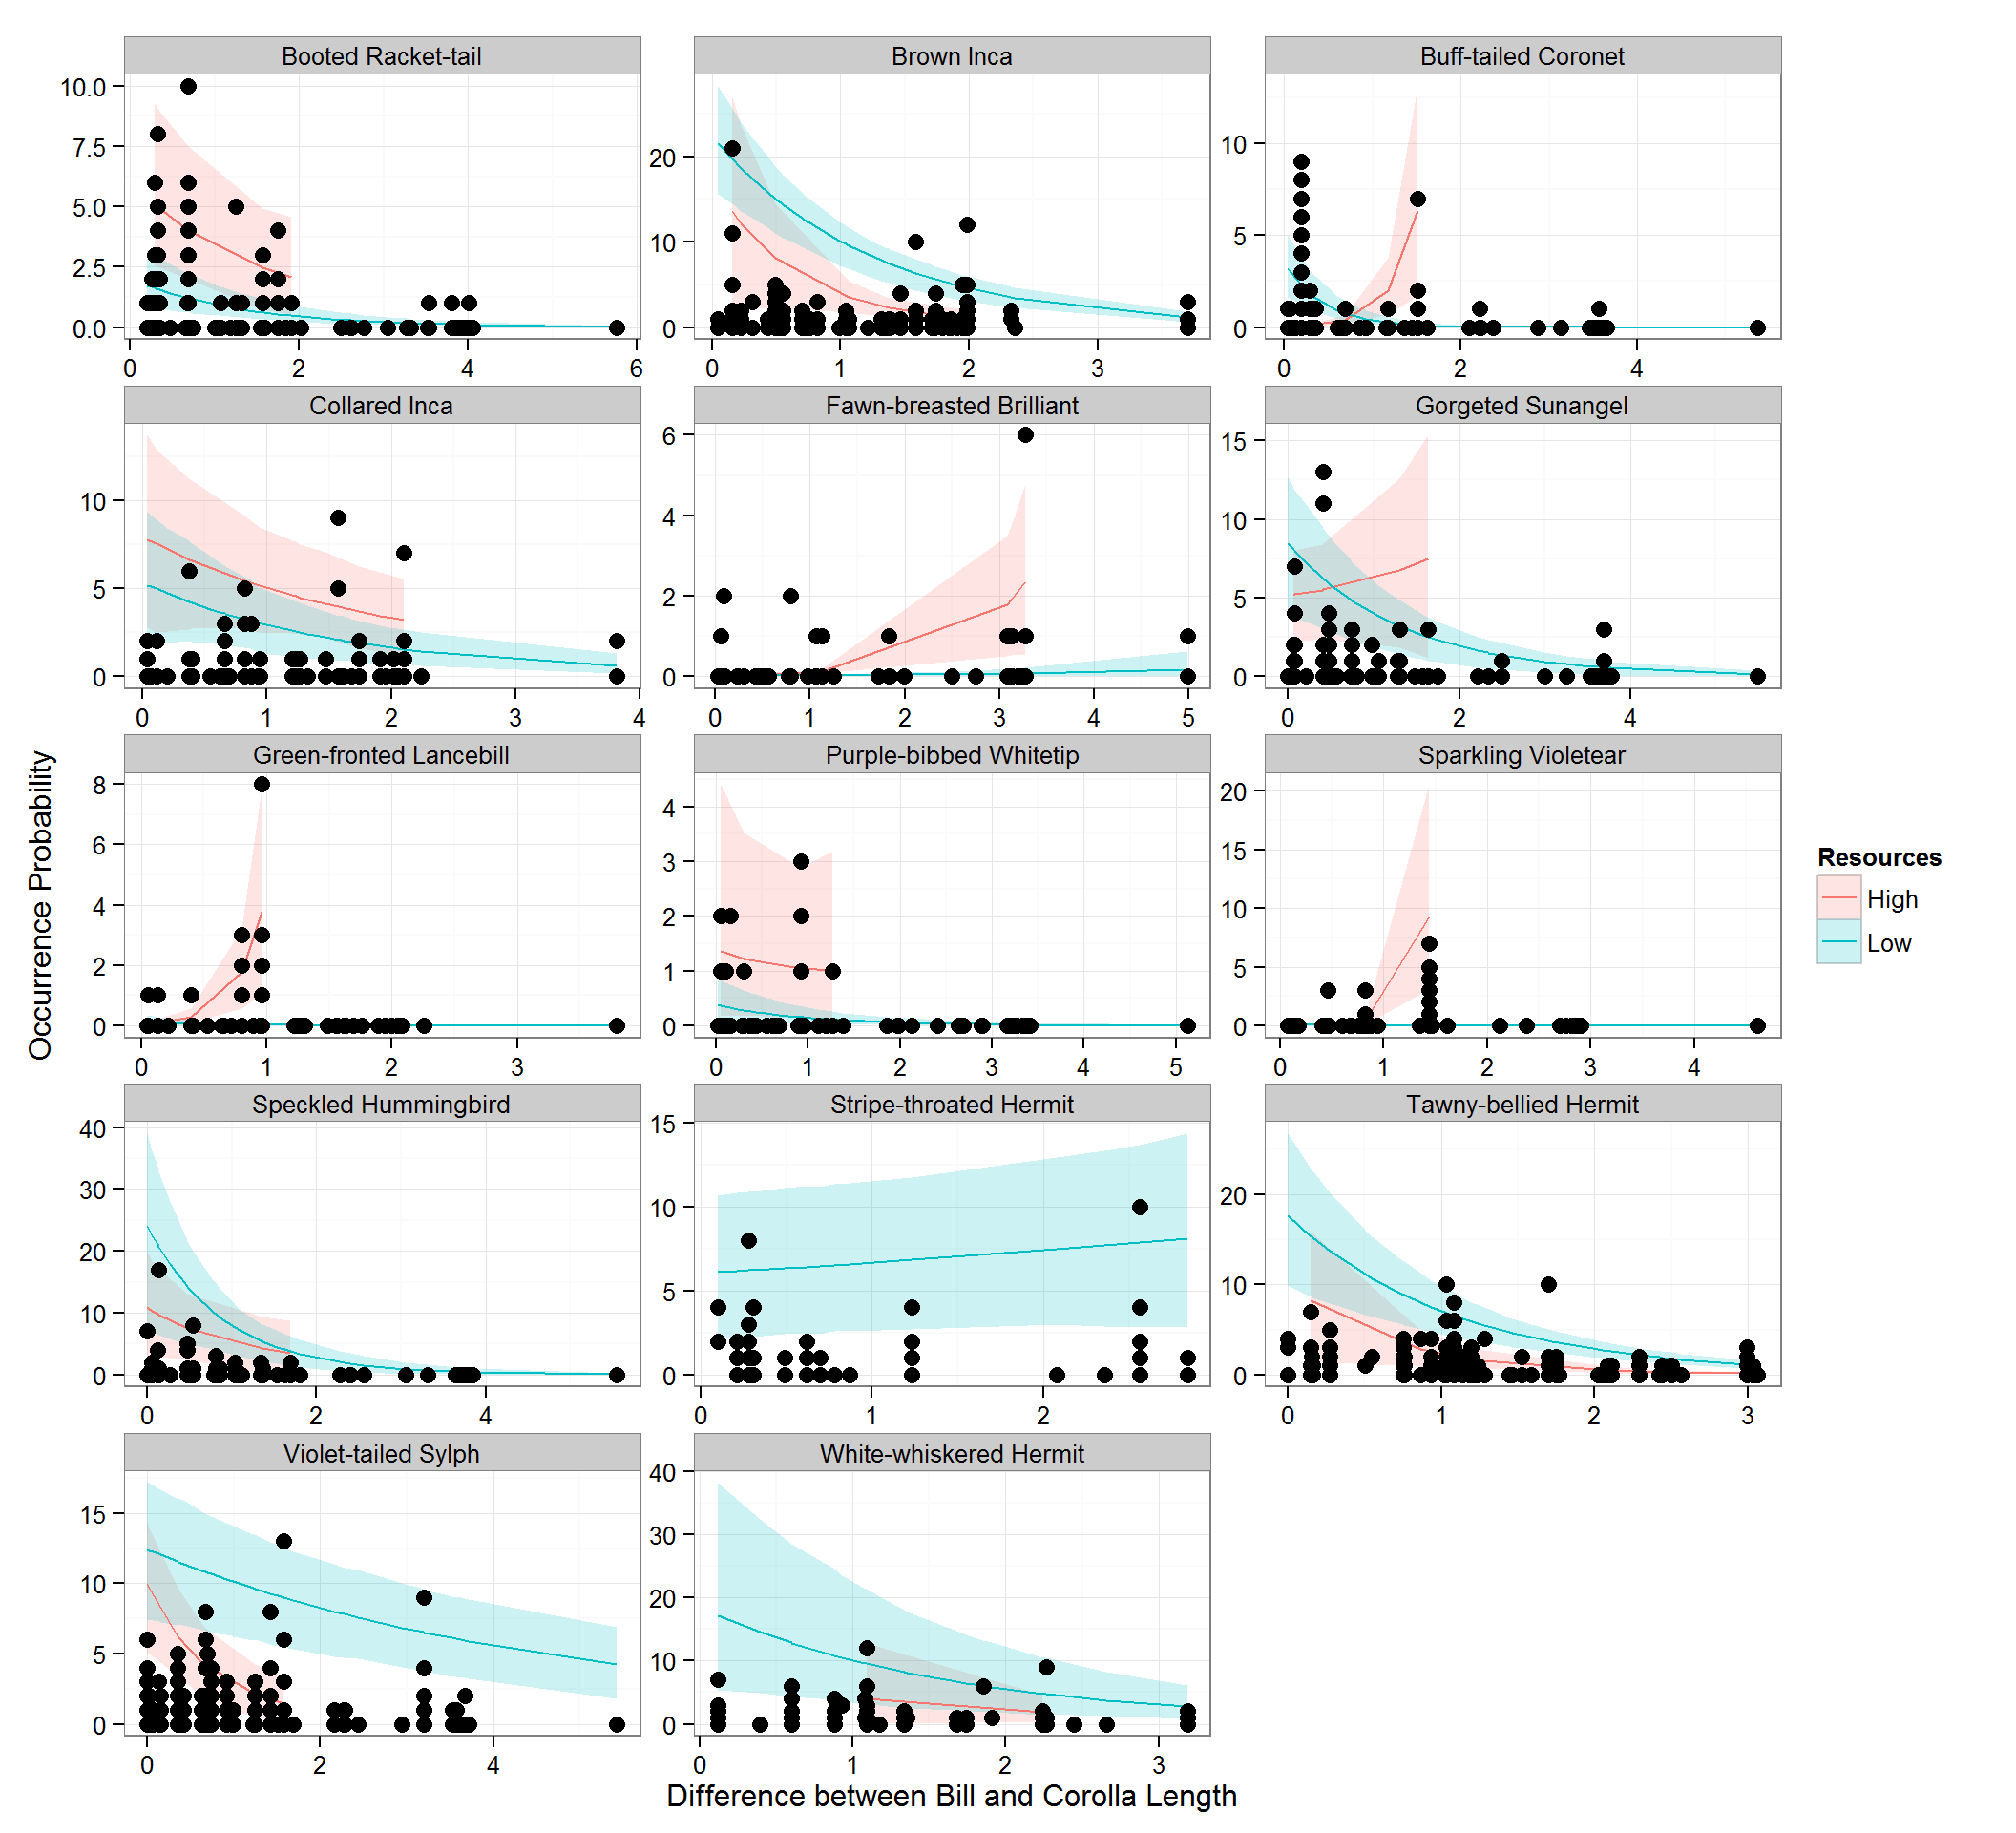 Booted Racket-tail Brown Inca Buff-tailed Coronet
10.0
7.5
5.0
2.5
0.0
0 2 4 6
20
10
0
0 1 2 3
10
5
0
0 2 4
Collared Inca Fawn-breasted Brilliant Gorgeted Sunangel
10
5
0
0 1 2 3 4
6
4
2
0
0 1 2 3 4 5
15
10
5
0
0 2 4
Green-fronted Lancebill Purple-bibbed Whitetip Sparkling Violetear
8
6
4
2
0
0 1 2 3
4
3
2
1
0
0 1 2 3 4 5
20
15
10
5
0
0 1 2 3 4
Occurrence Probability
Resources
High
Low
Speckled Hummingbird Stripe-throated Hermit Tawny-bellied Hermit
40
30
20
10
0
0 2 4
15
10
5
0
0 1 2
20
10
0
0 1 2 3
Violet-tailed Sylph White-whiskered Hermit
15
10
5
0
0 2 4
40
30
20
10
0
0 1 2 3
Difference between Bill and Corolla Length